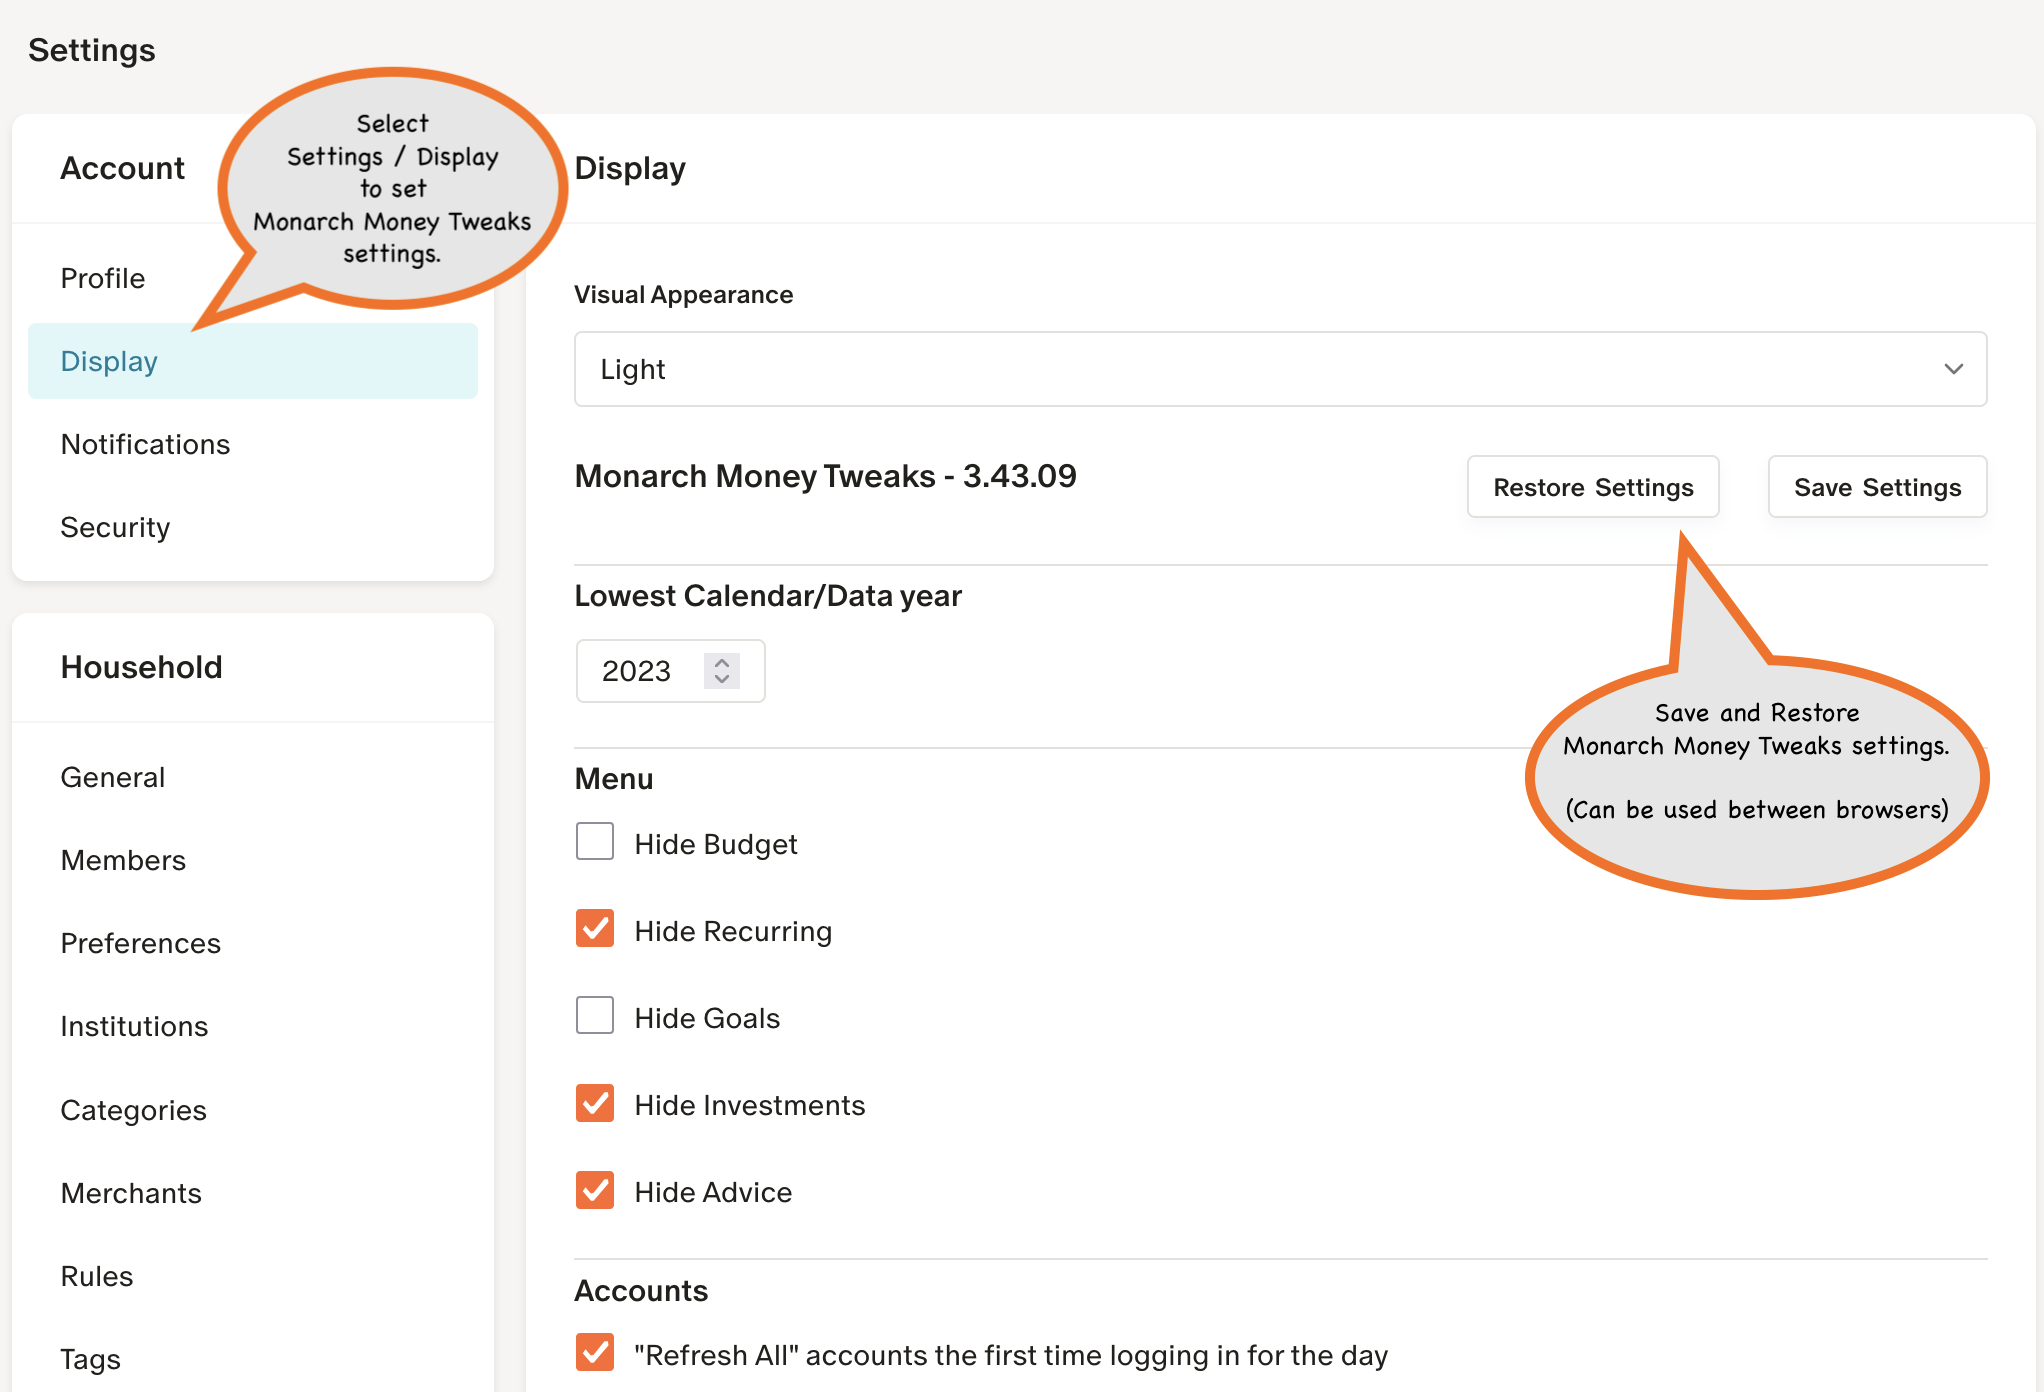 Settings
Account
Select
Settings / Display
to set
Monarch Money Tweaks
settings.
Profile
Display
Notifications
Security
Household
General
Members
Preferences
Institutions
Categories
Merchants
Rules
Tags
Display
Visual Appearance
Light
Monarch Money Tweaks - 3.43.09
Restore Settings
Save Settings
Lowest Calendar/Data year
2023
Save and Restore
Monarch Money Tweaks settings.
(Can be used between browsers)
Menu
Hide Budget
Hide Recurring
Hide Goals
Hide Investments
Hide Advice
Accounts
"Refresh All" accounts the first time logging in for the day